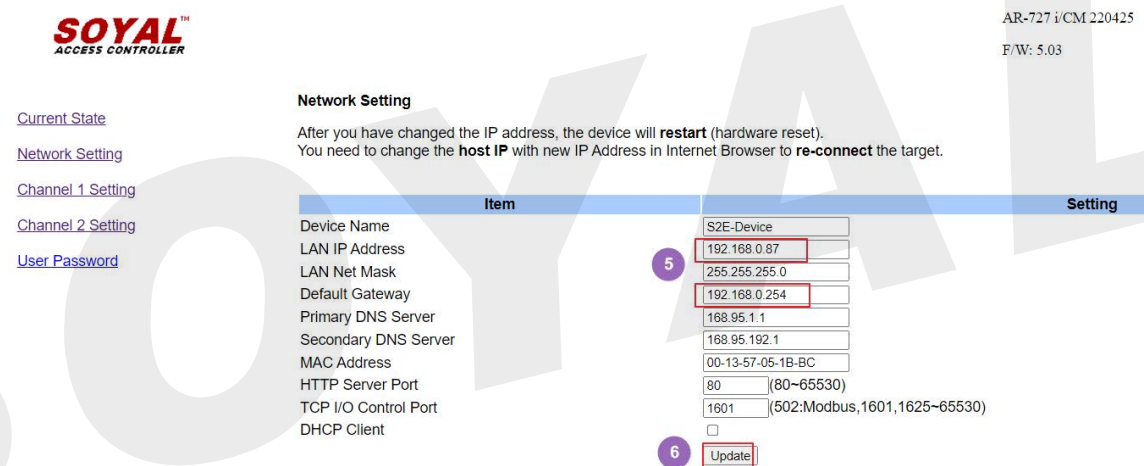 SOYAL™
ACCESS CONTROLLER
AR-727 i/CM 220425
F/W: 5.03
Current State
Network Setting
Channel 1 Setting
Channel 2 Setting
User Password
Network Setting
After you have changed the IP address, the device will restart (hardware reset).
You need to change the host IP with new IP Address in Internet Browser to re-connect the target.
Item Setting
Device Name S2E-Device
LAN IP Address 192.168.0.87
5
LAN Net Mask 255.255.255.0
Default Gateway 192.168.0.254
Primary DNS Server 168.95.1.1
Secondary DNS Server 168.95.192.1
MAC Address 00-13-57-05-1B-BC
HTTP Server Port 80 (80~65530)
TCP I/O Control Port 1601 (502:Modbus,1601,1625~65530)
DHCP Client
6 Update
SOYAL